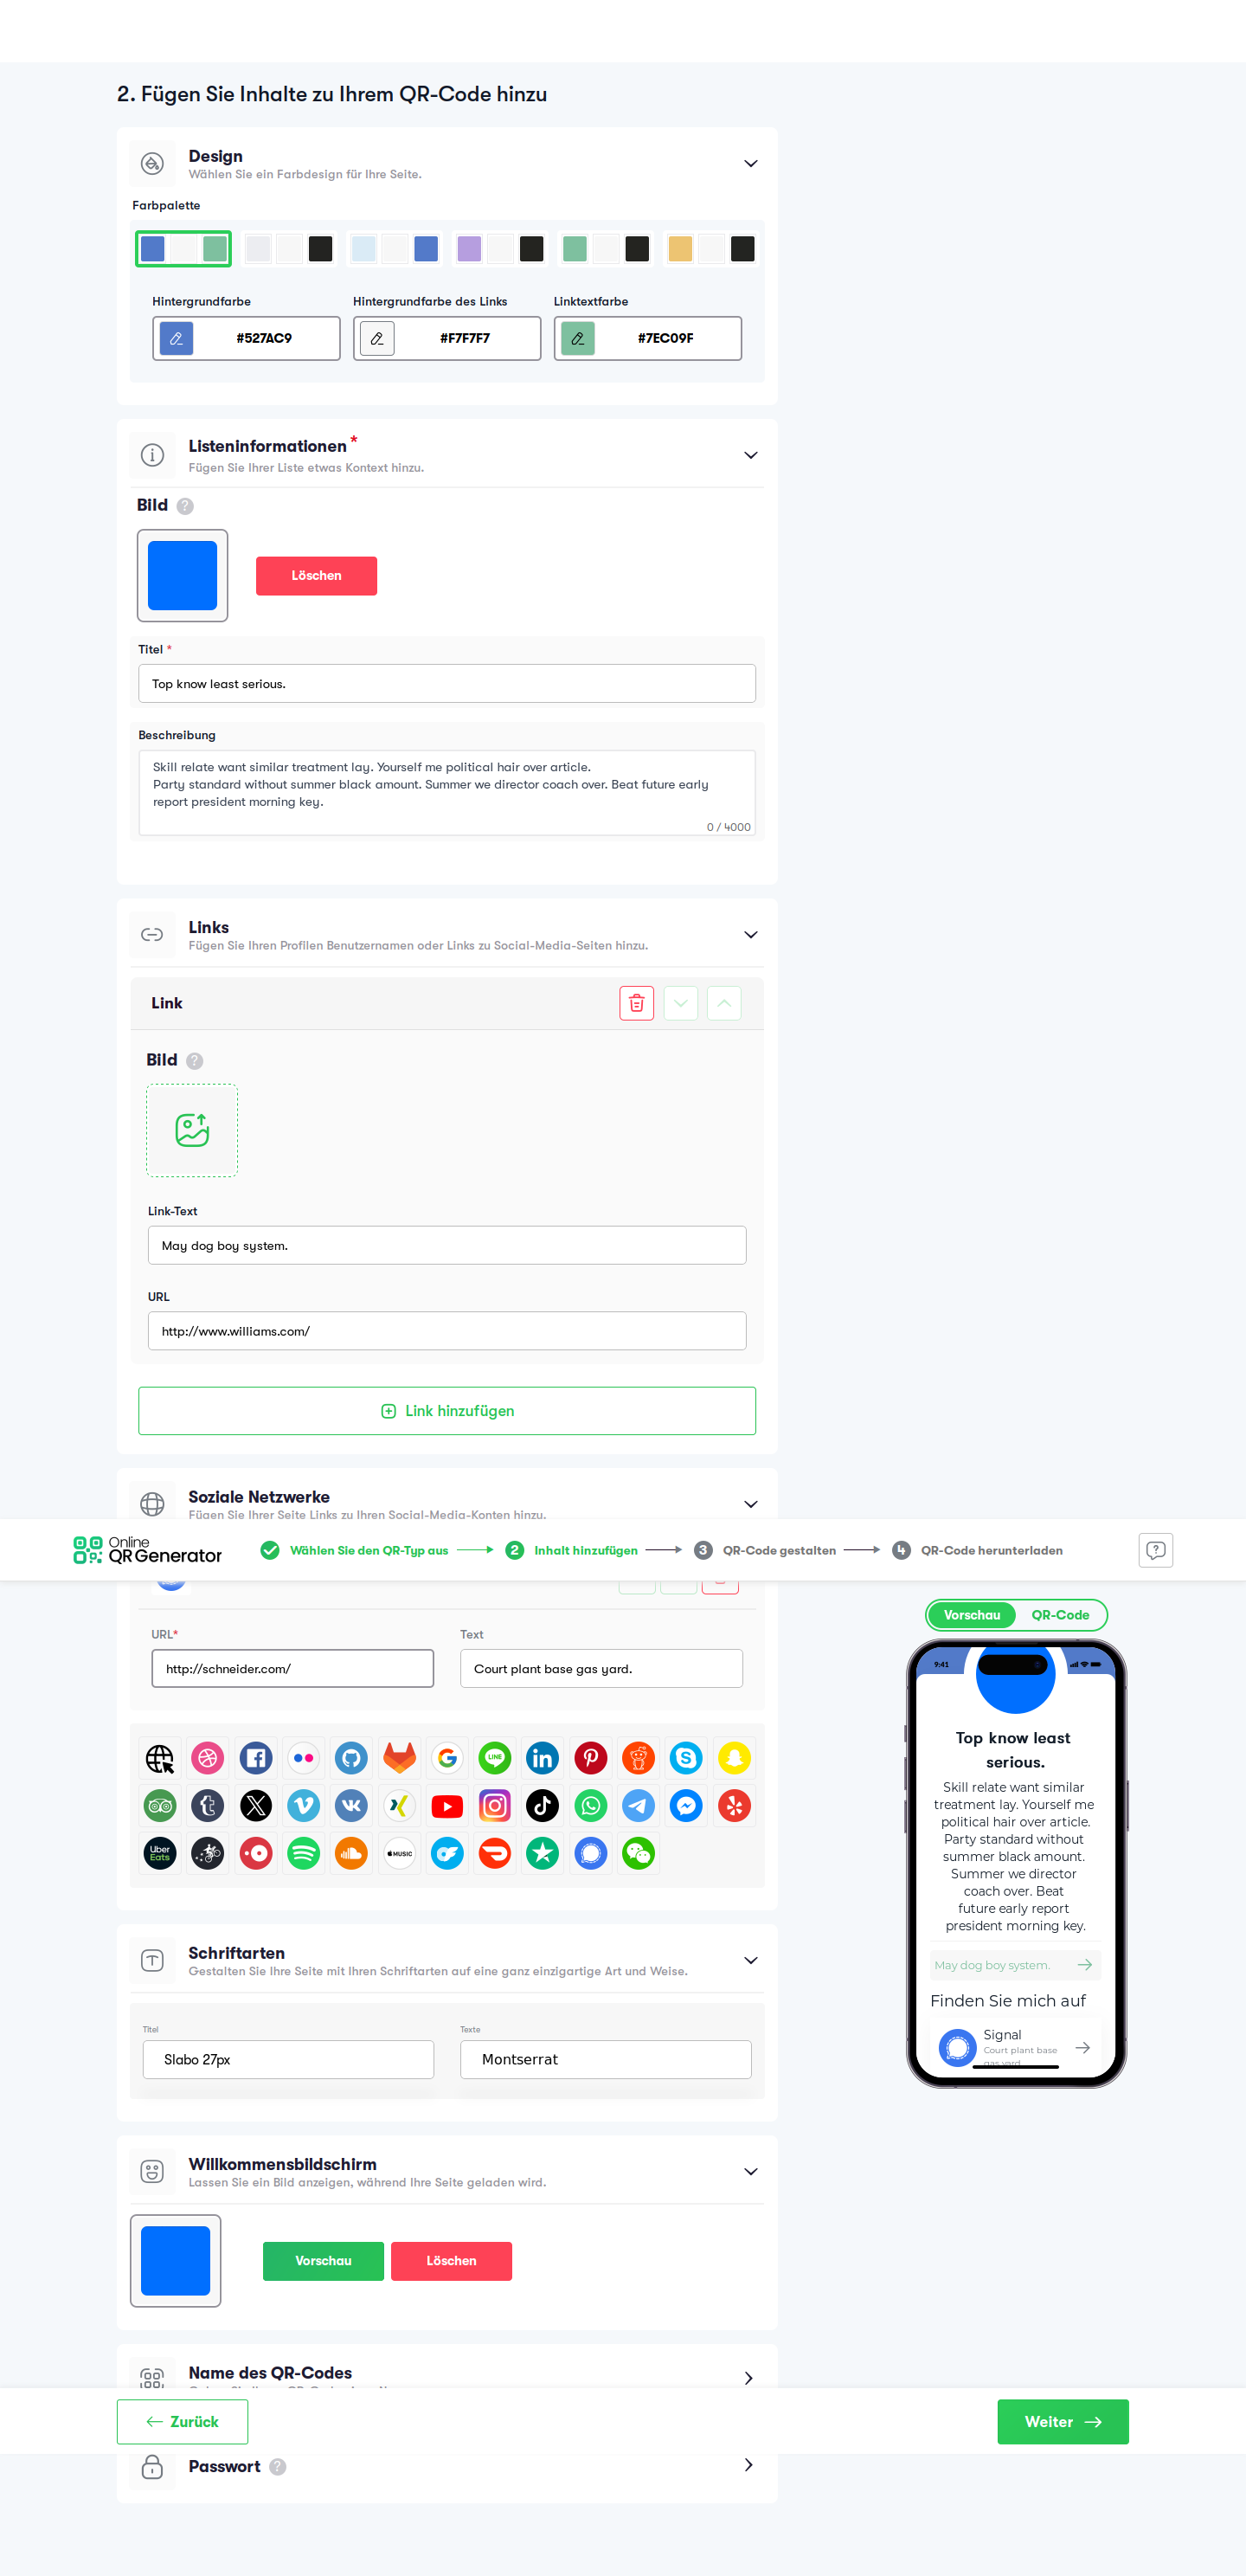 2. Fügen Sie Inhalte zu Ihrem QR-Code hinzu
Design
Wählen Sie ein Farbdesign für Ihre Seite.
Farbpalette
Hintergrundfarbe
Hintergrundfarbe des Links
Linktextfarbe
#527AC9
#F7F7F7
#7EC09F
Listeninformationen *
Fügen Sie Ihrer Liste etwas Kontext hinzu.
Bild ?
Löschen
Titel *
Top know least serious.
Beschreibung
Skill relate want similar treatment lay. Yourself me political hair over article.
Party standard without summer black amount. Summer we director coach over. Beat future early
report president morning key.
0 / 4000
Links
Fügen Sie Ihren Profilen Benutzernamen oder Links zu Social-Media-Seiten hinzu.
Link
Bild ?
Link-Text
May dog boy system.
URL
http://www.williams.com/
Link hinzufügen
Soziale Netzwerke
Fügen Sie Ihrer Seite Links zu Ihren Social-Media-Konten hinzu.
Online
QR Generator
Wählen Sie den QR-Typ aus
2 Inhalt hinzufügen
3 QR-Code gestalten
4 QR-Code herunterladen
Vorschau
QR-Code
URL*
Text
http://schneider.com/
Court plant base gas yard.
LINE
Uber
Eats
MUSIC
9:41
Top know least
serious.
Skill relate want similar
treatment lay. Yourself me
political hair over article.
Party standard without
summer black amount.
Summer we director
coach over. Beat
future early report
president morning key.
May dog boy system.
Finden Sie mich auf
Signal
Court plant base
gas yard.
Schriftarten
Gestalten Sie Ihre Seite mit Ihren Schriftarten auf eine ganz einzigartige Art und Weise.
Titel
Texte
Slabo 27px
Montserrat
Willkommensbildschirm
Lassen Sie ein Bild anzeigen, während Ihre Seite geladen wird.
Vorschau
Löschen
Name des QR-Codes
Zurück
Weiter
Passwort ?